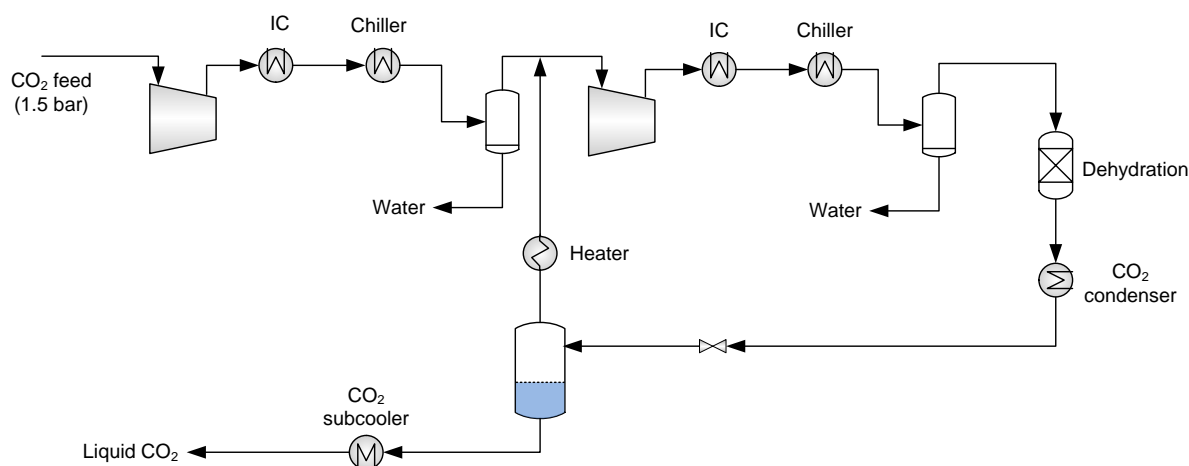 IC
Chiller
CO₂ feed
(1.5 bar)
Water
IC
Chiller
Water
Dehydration
Heater
CO₂
condenser
CO₂
subcooler
Liquid CO₂